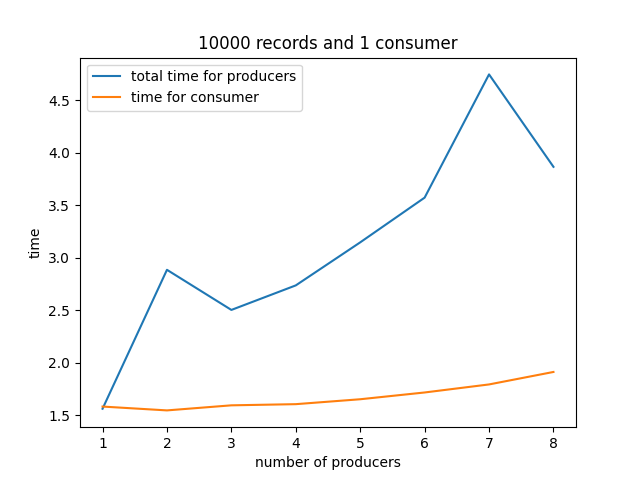 10000 records and 1 consumer
total time for producers
time for consumer
time
4.5
4.0
3.5
3.0
2.5
2.0
1.5
1 2 3 4 5 6 7 8
number of producers